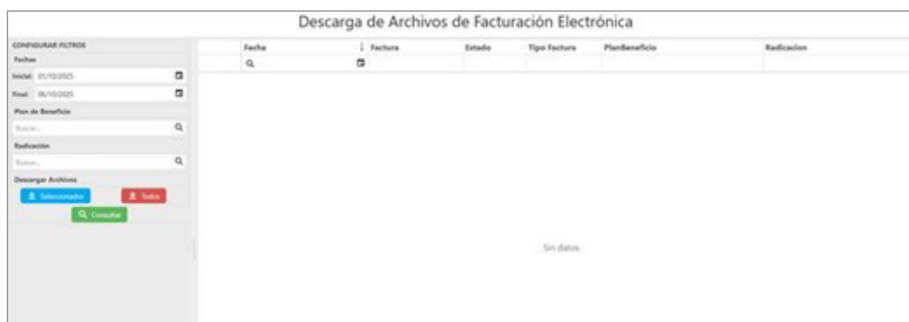 Descarga de Archivos de Facturación Electrónica
CONFIGURAR FILTROS
Fechas
Inicial: 01/10/2025
Final: 06/10/2025
Plan de Beneficio
Buscar...
Radicación
Buscar...
Descargar Archivos
Seleccionados Todos
Consultar
Fecha Factura Estado Tipo Factura PlanBeneficio Radicacion
Sin datos